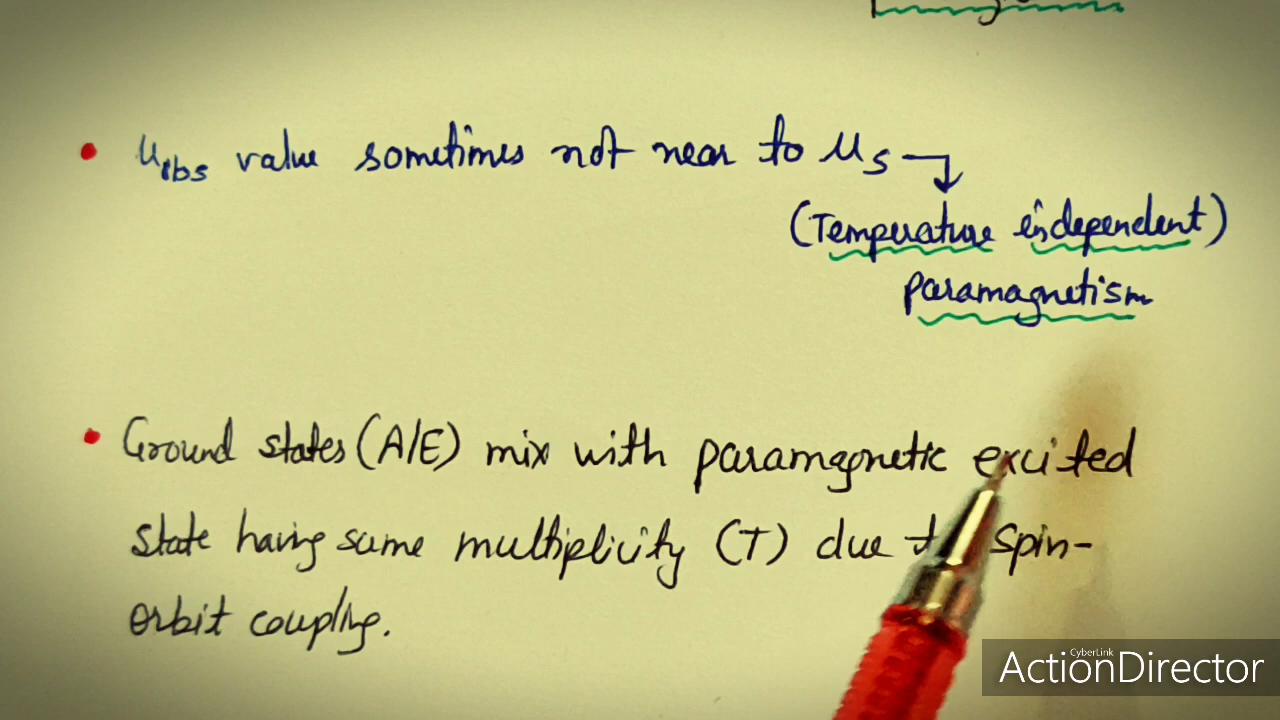 • μobs value sometimes not near to μs
(Temperature independent)
paramagnetism
• Ground states (A/E) mix with paramagnetic excited
state having same multiplicity (T) due to spin-
orbit coupling.
CyberLink
ActionDirector